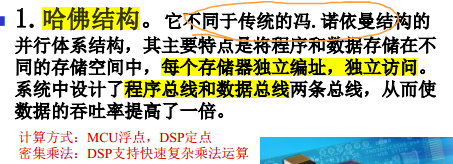 1. 哈佛结构。它不同于传统的冯.诺依曼结构的
并行体系结构，其主要特点是将程序和数据存储在不
同的存储空间中，每个存储器独立编址，独立访问。
系统中设计了程序总线和数据总线两条总线，从而使
数据的吞吐率提高了一倍。
计算方式：MCU浮点，DSP定点
密集乘法：DSP支持快速复杂乘法运算